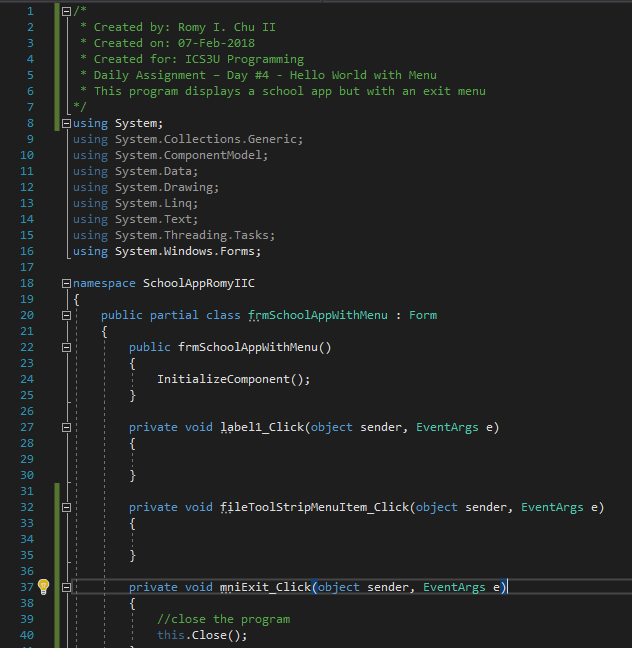 1 /*
2  * Created by: Romy I. Chu II
3  * Created on: 07-Feb-2018
4  * Created for: ICS3U Programming
5  * Daily Assignment – Day #4 - Hello World with Menu
6  * This program displays a school app but with an exit menu
7 */
8 using System;
9 using System.Collections.Generic;
10 using System.ComponentModel;
11 using System.Data;
12 using System.Drawing;
13 using System.Linq;
14 using System.Text;
15 using System.Threading.Tasks;
16 using System.Windows.Forms;
17
18 namespace SchoolAppRomyIIC
19 {
20     public partial class frmSchoolAppWithMenu : Form
21     {
22         public frmSchoolAppWithMenu()
23         {
24             InitializeComponent();
25         }
26
27         private void label1_Click(object sender, EventArgs e)
28         {
29
30         }
31
32         private void fileToolStripMenuItem_Click(object sender, EventArgs e)
33         {
34
35         }
36
37         private void mniExit_Click(object sender, EventArgs e)
38         {
39             //close the program
40             this.Close();